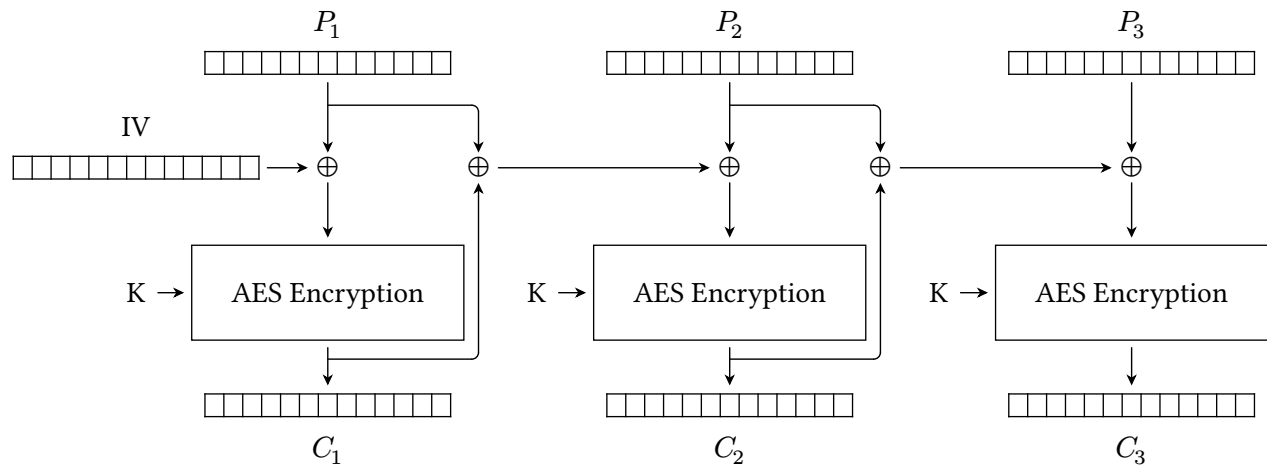 P₁ P₂ P₃
IV
K AES Encryption K AES Encryption K AES Encryption
C₁ C₂ C₃